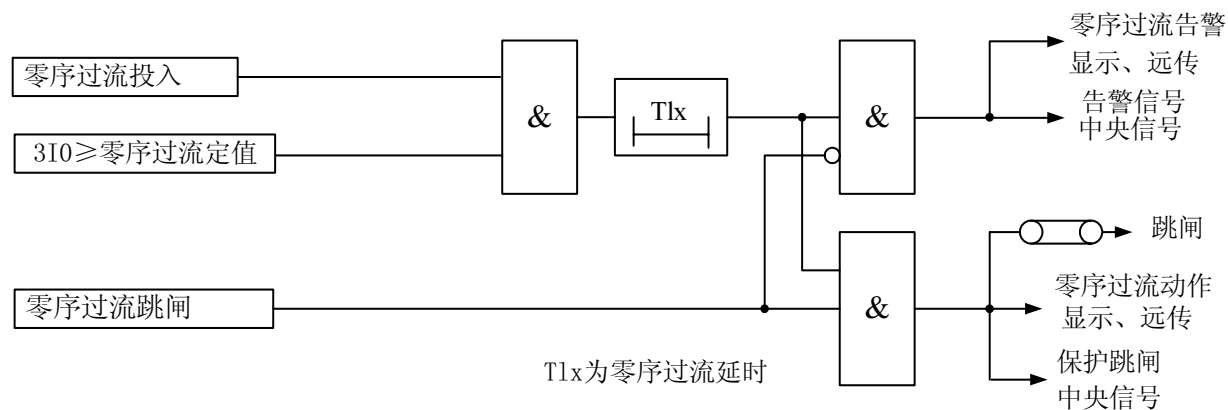 零序过流投入
3I0≥零序过流定值
零序过流跳闸
&
Tlx
&
&
零序过流告警
显示、远传
告警信号
中央信号
跳闸
零序过流动作
显示、远传
保护跳闸
中央信号
Tlx为零序过流延时